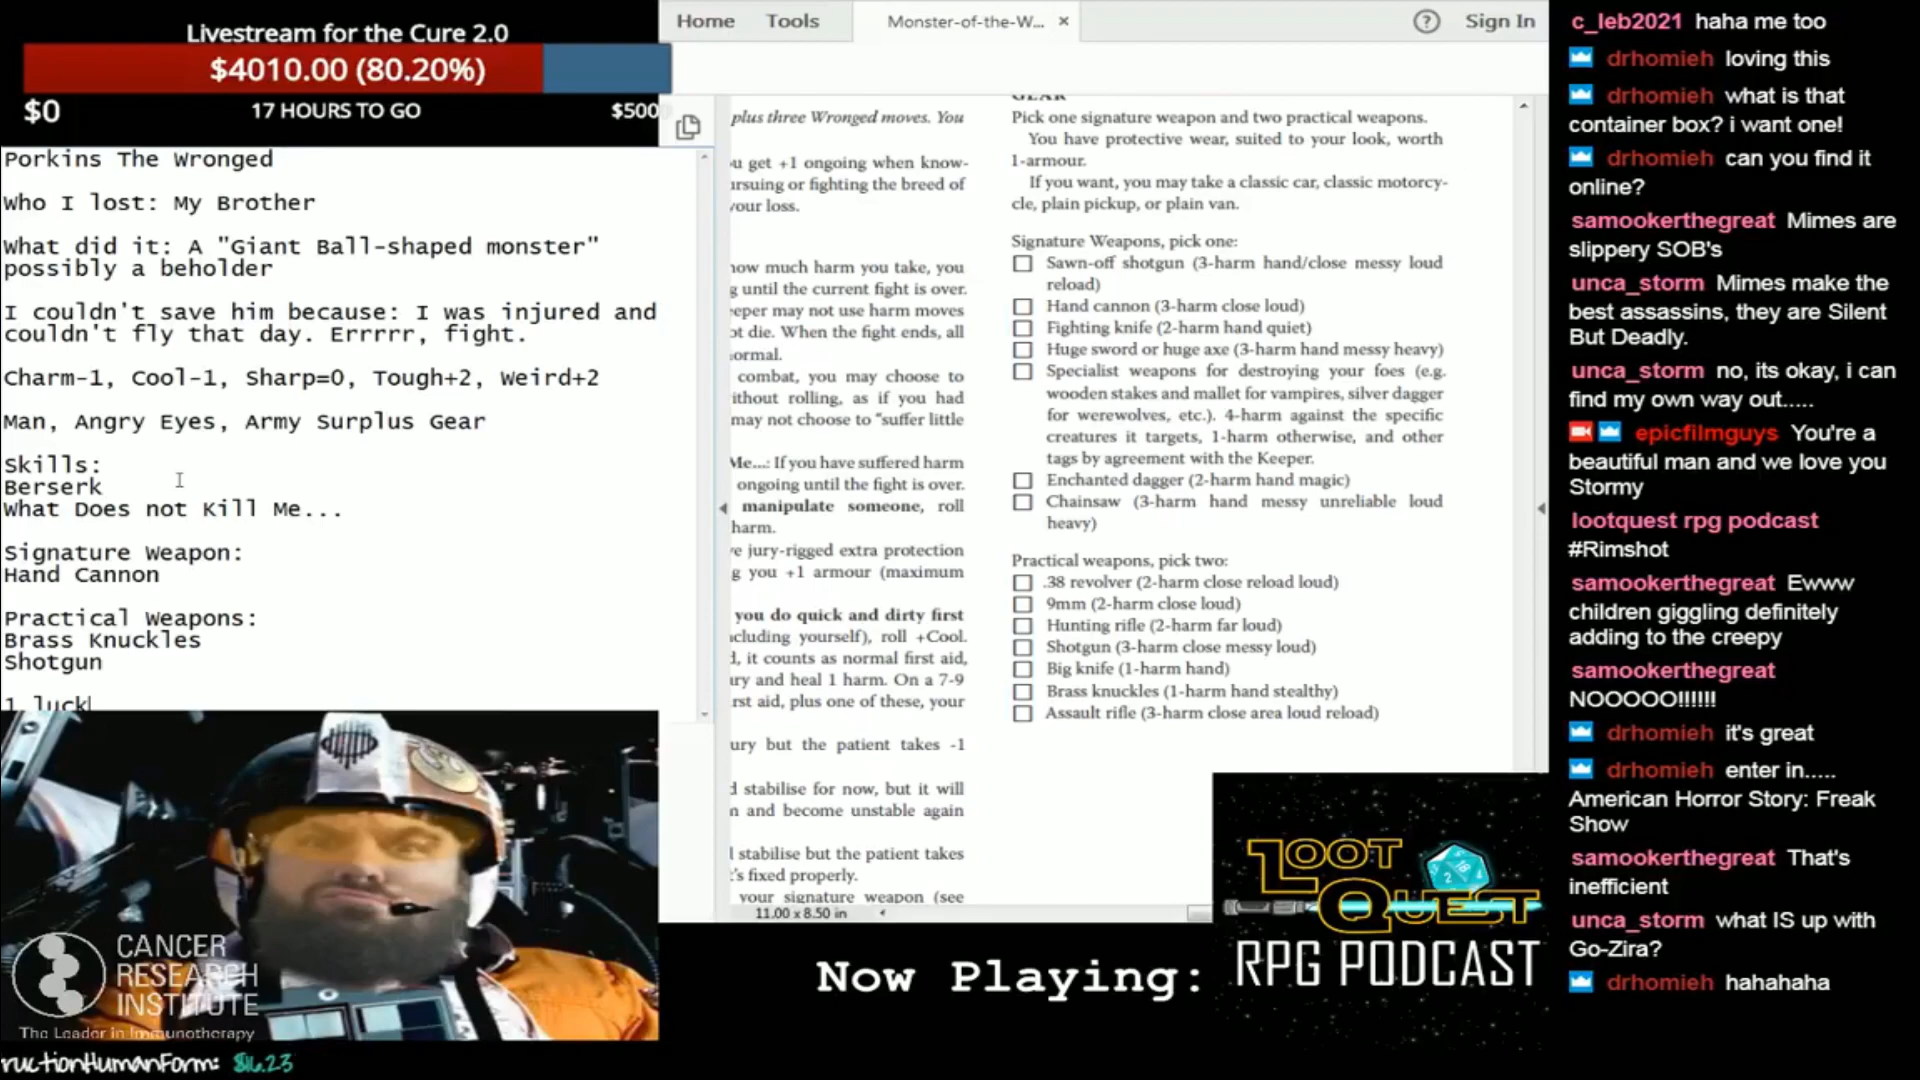 Livestream for the Cure 2.0
$4010.00 (80.20%)
$0
17 HOURS TO GO
$500
Porkins The Wronged
Who I lost: My Brother
What did it: A "Giant Ball-shaped monster"
possibly a beholder
I couldn't save him because: I was injured and
couldn't fly that day. Errrrr, fight.
Charm-1, Cool-1, Sharp=0, Tough+2, Weird+2
Man, Angry Eyes, Army Surplus Gear
Skills:
Berserk
What Does not Kill Me...
Signature Weapon:
Hand Cannon
Practical Weapons:
Brass Knuckles
Shotgun
1 luck
CANCER
RESEARCH
INSTITUTE
The Leader in Immunotherapy
ructionHumanForm: $16.23
Home
Tools
Monster-of-the-W... ×
?
Sign In
plus three Wronged moves. You
u get +1 ongoing when know-
ursuing or fighting the breed of
your loss.
how much harm you take, you
g until the current fight is over.
eeper may not use harm moves
ot die. When the fight ends, all
ormal.
combat, you may choose to
ithout rolling, as if you had
may not choose to "suffer little
Me...: If you have suffered harm
ongoing until the fight is over.
manipulate someone, roll
harm.
e jury-rigged extra protection
g you +1 armour (maximum
you do quick and dirty first
cluding yourself), roll +Cool.
d, it counts as normal first aid,
ury and heal 1 harm. On a 7-9
rst aid, plus one of these, your
ury but the patient takes -1
d stabilise for now, but it will
n and become unstable again
l stabilise but the patient takes
t's fixed properly.
your signature weapon (see
11.00 x 8.50 in
GEAR
Pick one signature weapon and two practical weapons.
You have protective wear, suited to your look, worth
1-armour.
If you want, you may take a classic car, classic motorcy-
cle, plain pickup, or plain van.
Signature Weapons, pick one:
Sawn-off shotgun (3-harm hand/close messy loud
reload)
Hand cannon (3-harm close loud)
Fighting knife (2-harm hand quiet)
Huge sword or huge axe (3-harm hand messy heavy)
Specialist weapons for destroying your foes (e.g.
wooden stakes and mallet for vampires, silver dagger
for werewolves, etc.). 4-harm against the specific
creatures it targets, 1-harm otherwise, and other
tags by agreement with the Keeper.
Enchanted dagger (2-harm hand magic)
Chainsaw (3-harm hand messy unreliable loud
heavy)
Practical weapons, pick two:
.38 revolver (2-harm close reload loud)
9mm (2-harm close loud)
Hunting rifle (2-harm far loud)
Shotgun (3-harm close messy loud)
Big knife (1-harm hand)
Brass knuckles (1-harm hand stealthy)
Assault rifle (3-harm close area loud reload)
Now Playing:
LOOT
QUEST
RPG PODCAST
c_leb2021 haha me too
drhomieh loving this
drhomieh what is that
container box? i want one!
drhomieh can you find it
online?
samookerthegreat Mimes are
slippery SOB's
unca_storm Mimes make the
best assassins, they are Silent
But Deadly.
unca_storm no, its okay, i can
find my own way out.....
epicfilmguys You're a
beautiful man and we love you
Stormy
lootquest rpg podcast
#Rimshot
samookerthegreat Ewww
children giggling definitely
adding to the creepy
samookerthegreat
NOOOOO!!!!!!
drhomieh it's great
drhomieh enter in.....
American Horror Story: Freak
Show
samookerthegreat That's
inefficient
unca_storm what IS up with
Go-Zira?
drhomieh hahahaha